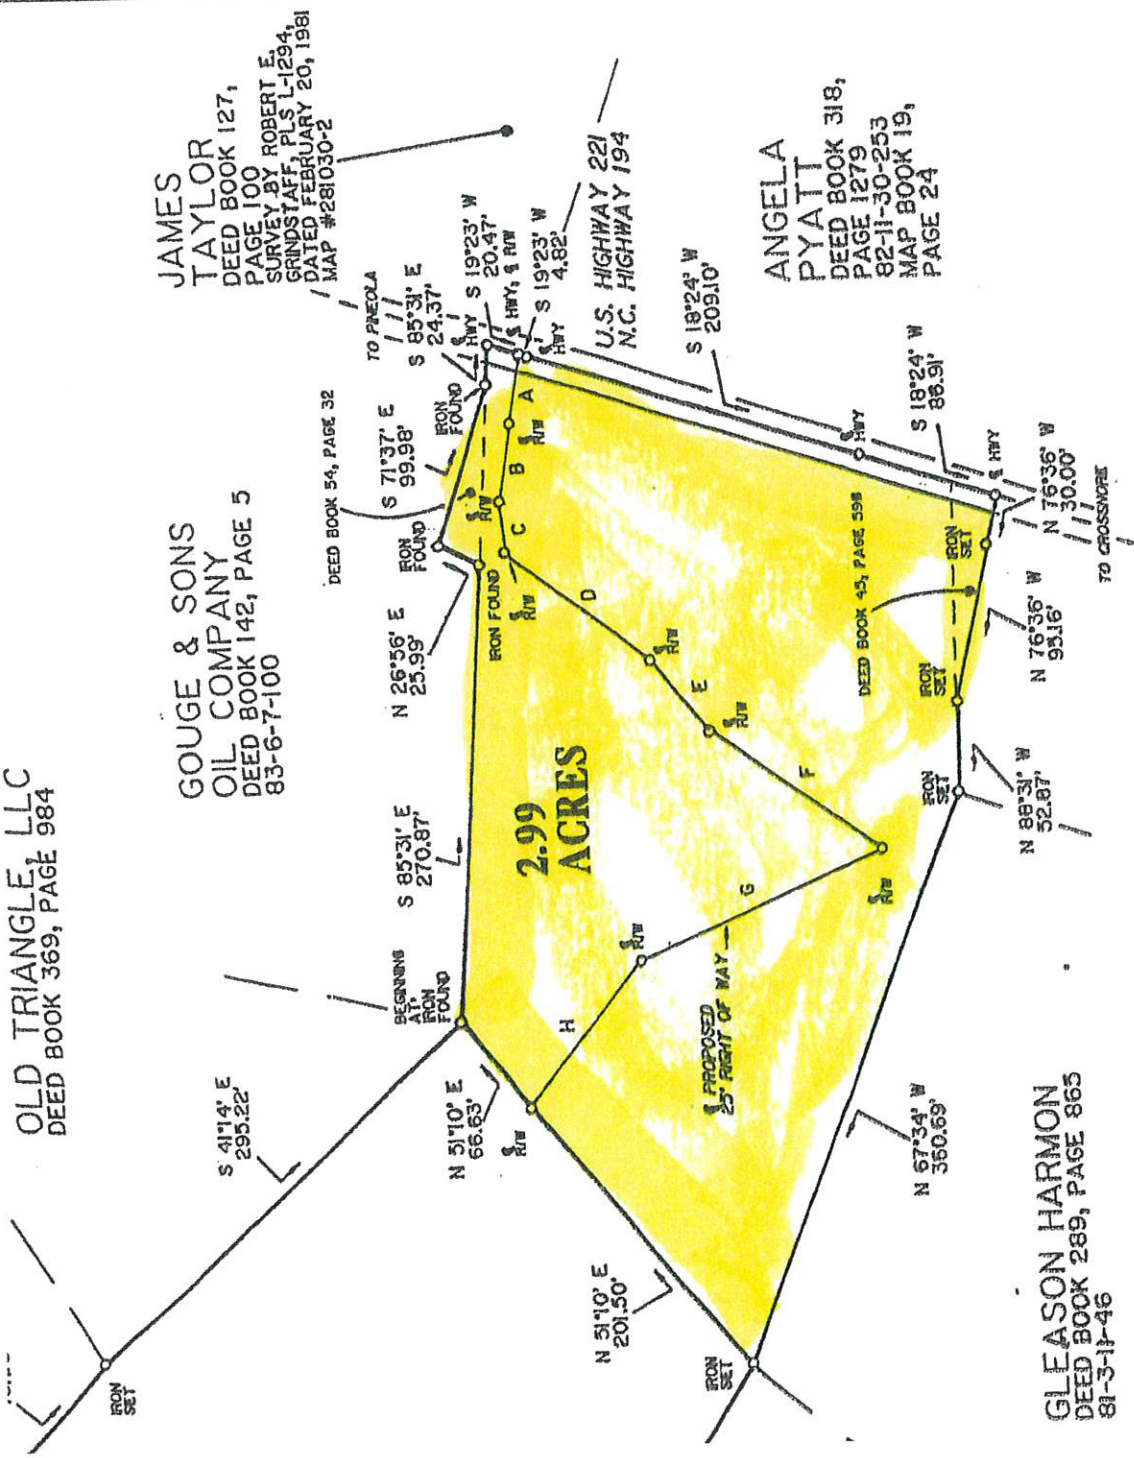 OLD TRIANGLE, LLC
DEED BOOK 369, PAGE 984
GOUGE & SONS
OIL COMPANY
DEED BOOK 142, PAGE 5
83-6-7-100
JAMES
TAYLOR
DEED BOOK 127,
PAGE 100
SURVEY BY ROBERT E.
GRINDSTAFF, PLS L-1294,
DATED FEBRUARY 20, 1981
MAP #281030-2
DEED BOOK 54, PAGE 32
TO PINEOLA
S 71°37' E
99.98'
S 85°31' E
24.37'
S 19°23' W
20.47'
HWY
HWY, R/W
S 19°23' W
4.82'
HWY
U.S. HIGHWAY 221
N.C. HIGHWAY 194
ANGELA
PYATT
DEED BOOK 318,
PAGE 1279
82-11-30-253
MAP BOOK 19,
PAGE 24
S 18°24' W
209.10'
HWY
S 18°24' W
HWY
N 76°36' W
30.00'
TO CROSSNORE
N 76°36' W
IRON
SET
IRON
SET
DEED BOOK 45, PAGE 598
N 88°31' W
52.87'
IRON
SET
N 67°34' W
360.69'
GLEASON HARMON
DEED BOOK 289, PAGE 865
81-3-11-46
IRON
SET
N 51°10' E
201.50'
R/W
N 51°10' E
66.63'
BEGINNING
AT
IRON
FOUND
S 41°14' E
295.22'
IRON
SET
S 85°31' E
270.87'
N 26°56' E
25.99'
IRON
FOUND
IRON FOUND
IRON
FOUND
2.99
ACRES
PROPOSED
25' RIGHT OF WAY
A
R/W
B
R/W
C
R/W
D
R/W
E
R/W
F
R/W
G
R/W
H